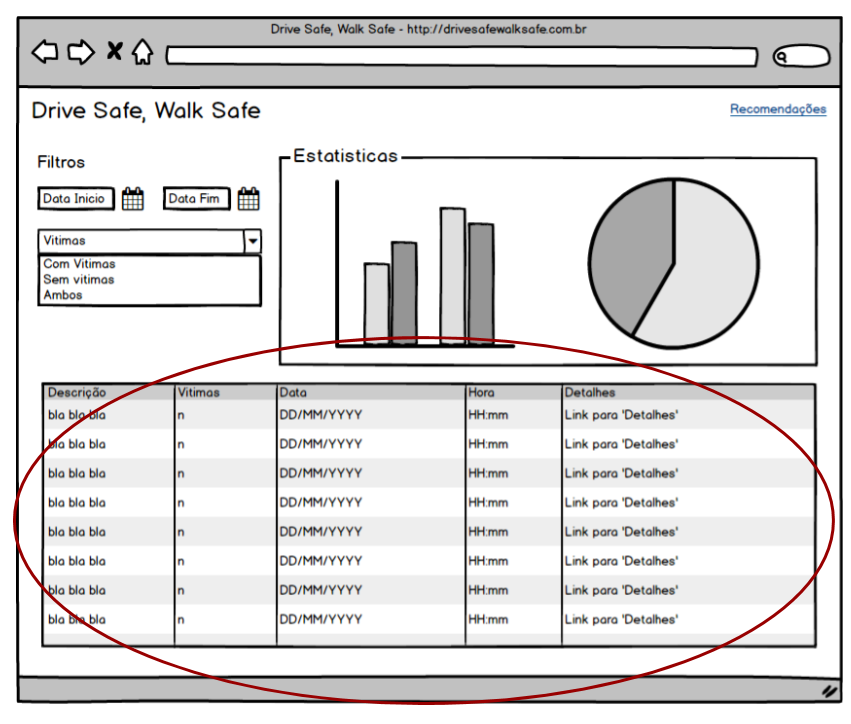 Drive Safe, Walk Safe - http://drivesafewalksafe.com.br
Drive Safe, Walk Safe
Recomendações
Filtros
Data Inicio Data Fim
Vitimas
Com Vitimas
Sem vitimas
Ambos
Estatisticas
Descrição Vitimas Data Hora Detalhes
bla bla bla n DD/MM/YYYY HH:mm Link para 'Detalhes'
bla bla bla n DD/MM/YYYY HH:mm Link para 'Detalhes'
bla bla bla n DD/MM/YYYY HH:mm Link para 'Detalhes'
bla bla bla n DD/MM/YYYY HH:mm Link para 'Detalhes'
bla bla bla n DD/MM/YYYY HH:mm Link para 'Detalhes'
bla bla bla n DD/MM/YYYY HH:mm Link para 'Detalhes'
bla bla bla n DD/MM/YYYY HH:mm Link para 'Detalhes'
bla bla bla n DD/MM/YYYY HH:mm Link para 'Detalhes'